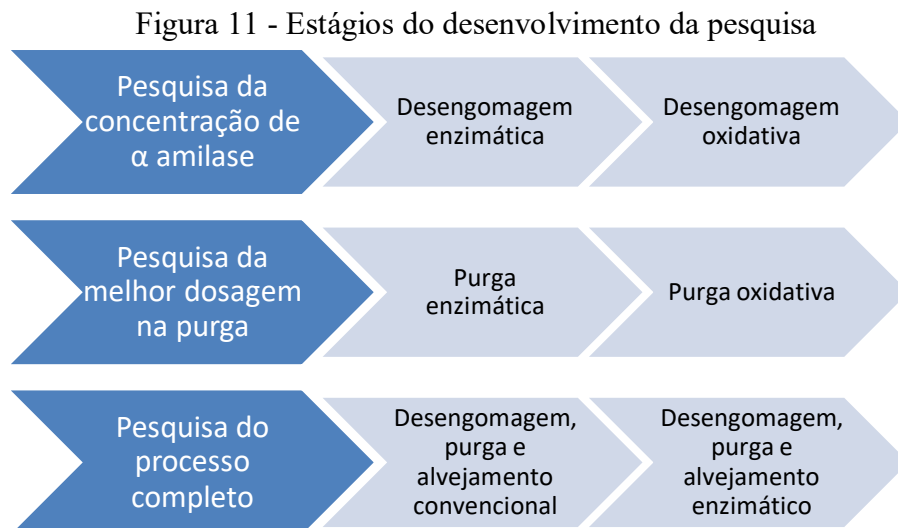 Figura 11 - Estágios do desenvolvimento da pesquisa
Pesquisa da
concentração de
α amilase
Desengomagem
enzimática
Desengomagem
oxidativa
Pesquisa da
melhor dosagem
na purga
Purga
enzimática
Purga oxidativa
Pesquisa do
processo
completo
Desengomagem,
purga e
alvejamento
convencional
Desengomagem,
purga e
alvejamento
enzimático